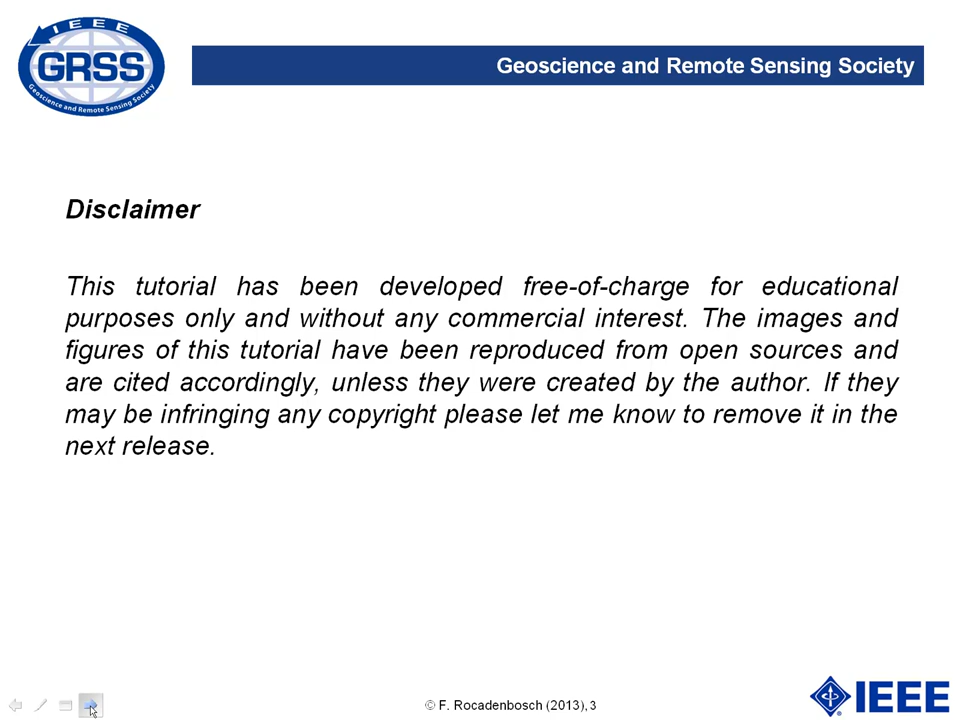 IEEE
GRSS
Geoscience and Remote Sensing Society
Geoscience and Remote Sensing Society
Disclaimer
This tutorial has been developed free-of-charge for educational
purposes only and without any commercial interest. The images and
figures of this tutorial have been reproduced from open sources and
are cited accordingly, unless they were created by the author. If they
may be infringing any copyright please let me know to remove it in the
next release.
© F. Rocadenbosch (2013), 3
IEEE